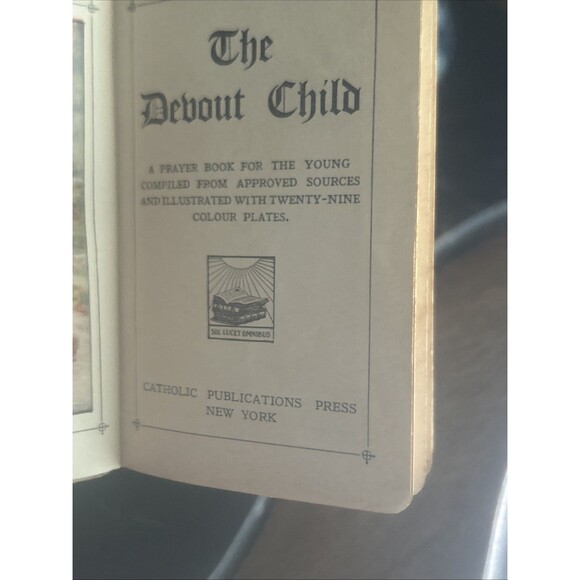 The
Devout Child
A PRAYER BOOK FOR THE YOUNG
COMPILED FROM APPROVED SOURCES
AND ILLUSTRATED WITH TWENTY-NINE
COLOUR PLATES.
SOL LUCET OMNIBUS
CATHOLIC PUBLICATIONS PRESS
NEW YORK